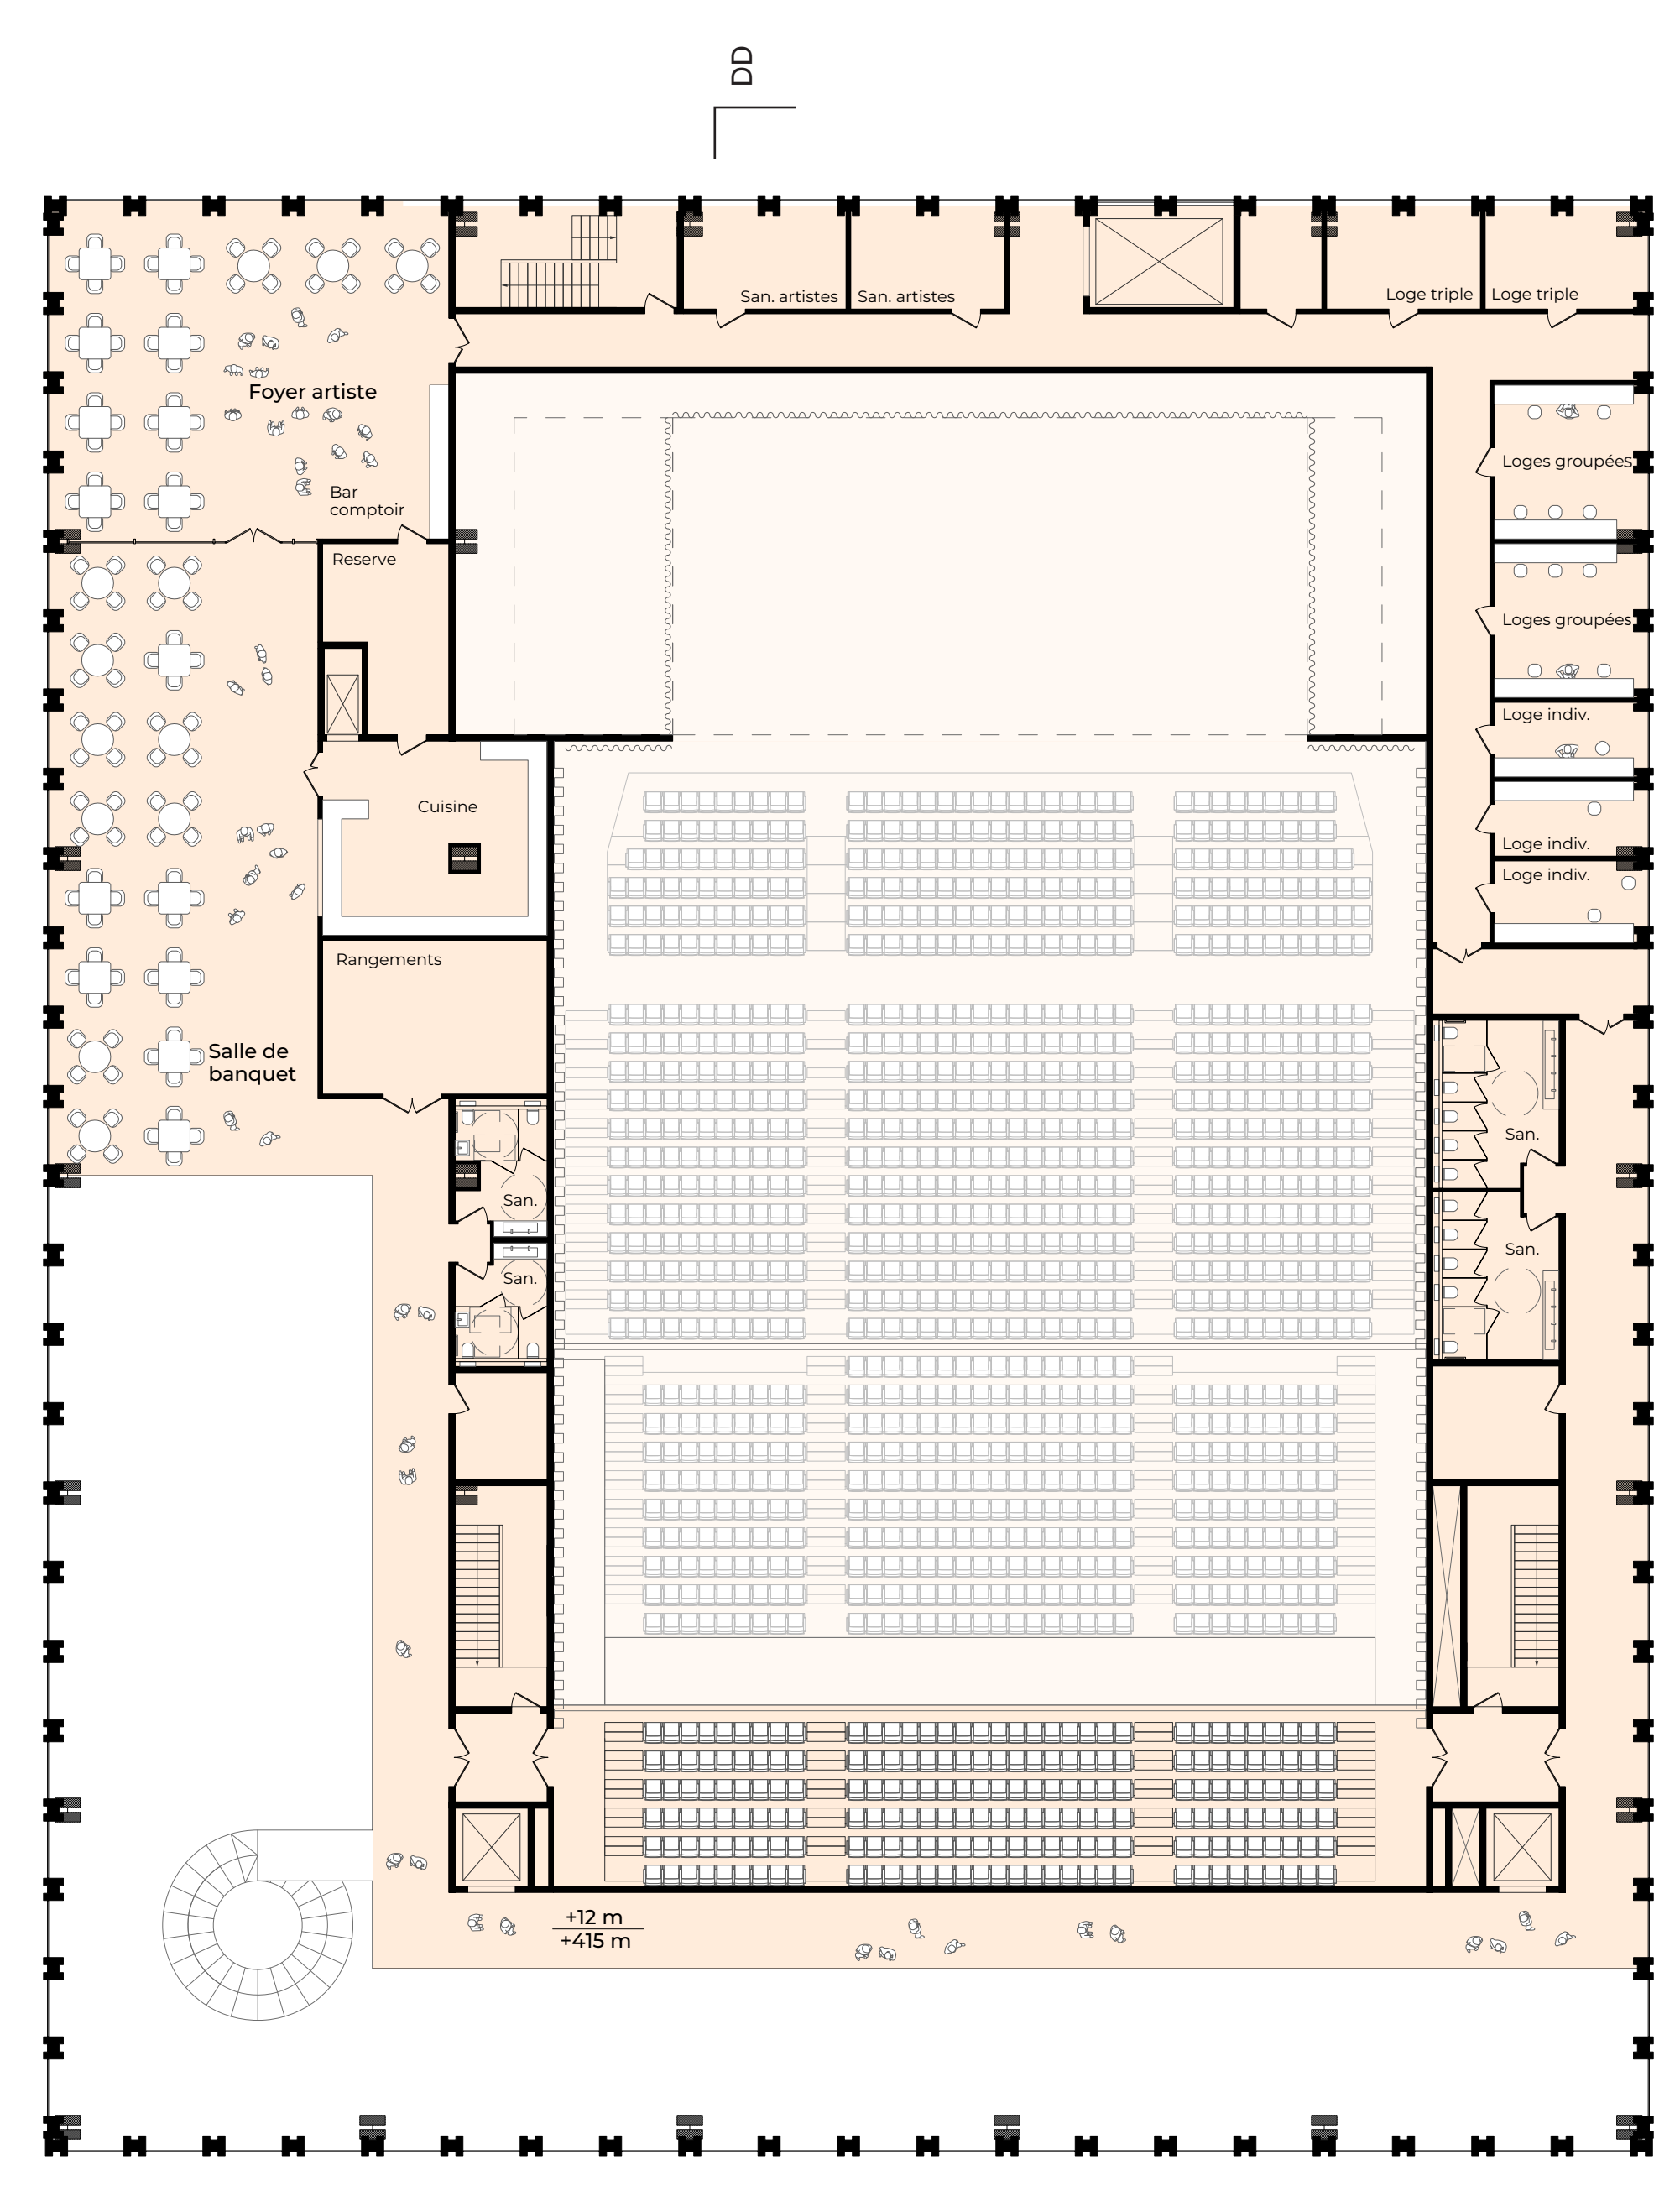 DD
San. artistes
San. artistes
Loge triple
Loge triple
Foyer artiste
Loges groupées
Bar
comptoir
Reserve
Loges groupées
Loge indiv.
Cuisine
Loge indiv.
Loge indiv.
Rangements
Salle de
banquet
San.
San.
San.
San.
+12 m
+415 m